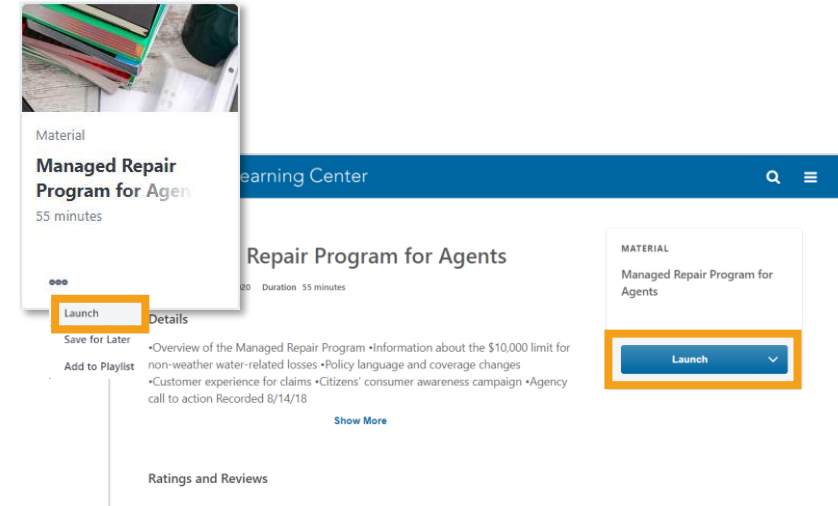 Material
Managed Repair
Program for Agen
55 minutes
Launch
Save for Later
Add to Playlist
earning Center
Repair Program for Agents
20 Duration 55 minutes
Details
•Overview of the Managed Repair Program •Information about the $10,000 limit for
non-weather water-related losses •Policy language and coverage changes
•Customer experience for claims •Citizens' consumer awareness campaign •Agency
call to action Recorded 8/14/18
Show More
Ratings and Reviews
MATERIAL
Managed Repair Program for
Agents
Launch